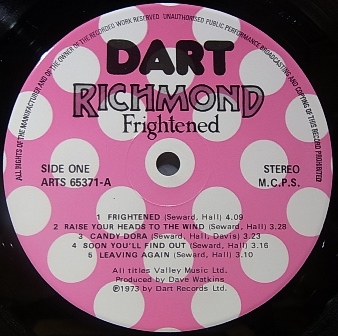 ALL RIGHTS OF THE MANUFACTURER AND OF THE OWNER OF THE RECORDED WORK RESERVED UNAUTHORISED PUBLIC PERFORMANCE BROADCASTING AND COPYING OF THIS RECORD PROHIBITED
DART
RICHMOND
Frightened
SIDE ONE
ARTS 65371-A
STEREO
M.C.P.S.
1 FRIGHTENED (Seward, Hall) 4.09
2 RAISE YOUR HEADS TO THE WIND (Seward, Hall) 3.28
3 CANDY DORA (Seward, Hall, Davis) 3.23
4 SOON YOU'LL FIND OUT (Seward, Hall) 3.16
5 LEAVING AGAIN (Seward, Hall) 3.10
All titles Valley Music Ltd.
Produced by Dave Watkins
℗1973 by Dart Records Ltd.